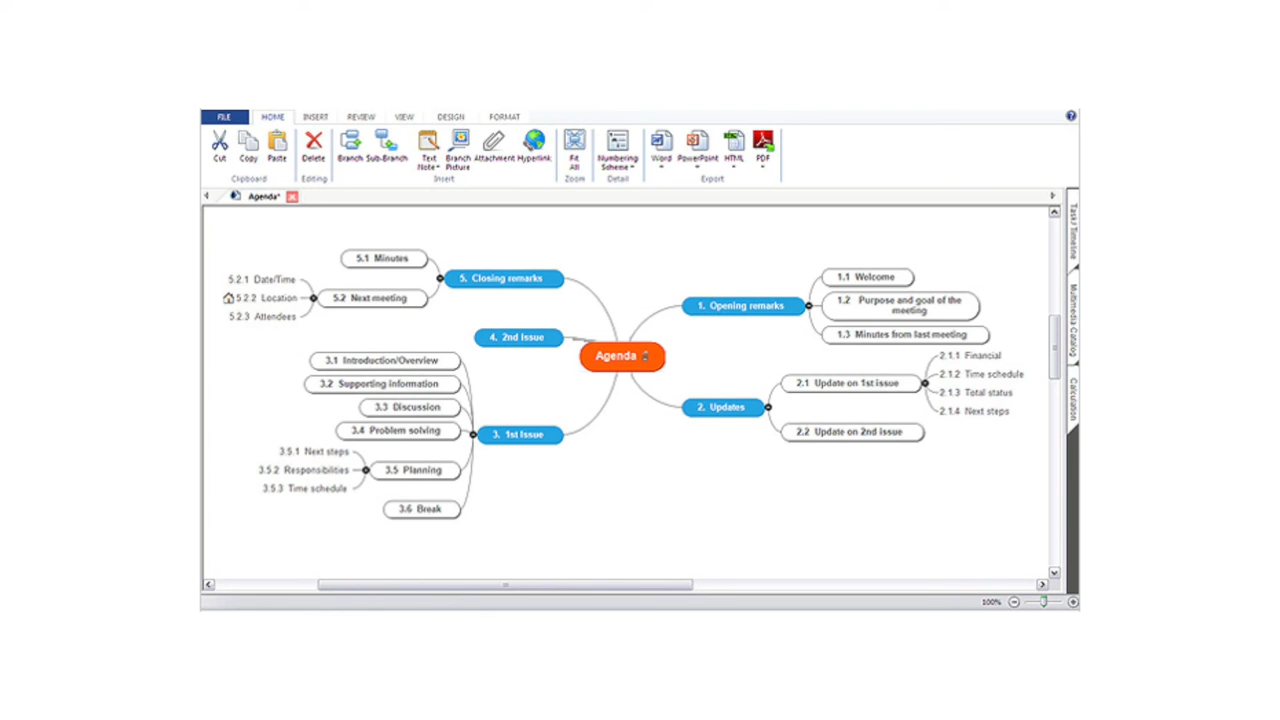 FILE HOME INSERT REVIEW VIEW DESIGN FORMAT
Cut Copy Paste Delete Branch Sub-Branch Text Note Branch Picture Attachment Hyperlink Fit All Numbering Scheme Word PowerPoint HTML PDF
Clipboard Editing Insert Zoom Detail Export
Agenda*
Agenda
1. Opening remarks
1.1 Welcome
1.2 Purpose and goal of the
meeting
1.3 Minutes from last meeting
2. Updates
2.1 Update on 1st issue
2.1.1 Financial
2.1.2 Time schedule
2.1.3 Total status
2.1.4 Next steps
2.2 Update on 2nd issue
3. 1st Issue
3.1 Introduction/Overview
3.2 Supporting information
3.3 Discussion
3.4 Problem solving
3.5 Planning
3.5.1 Next steps
3.5.2 Responsibilities
3.5.3 Time schedule
3.6 Break
4. 2nd Issue
5. Closing remarks
5.1 Minutes
5.2 Next meeting
5.2.1 Date/Time
5.2.2 Location
5.2.3 Attendees
Task / Timeline
Multimedia Catalog
Calculation
100%